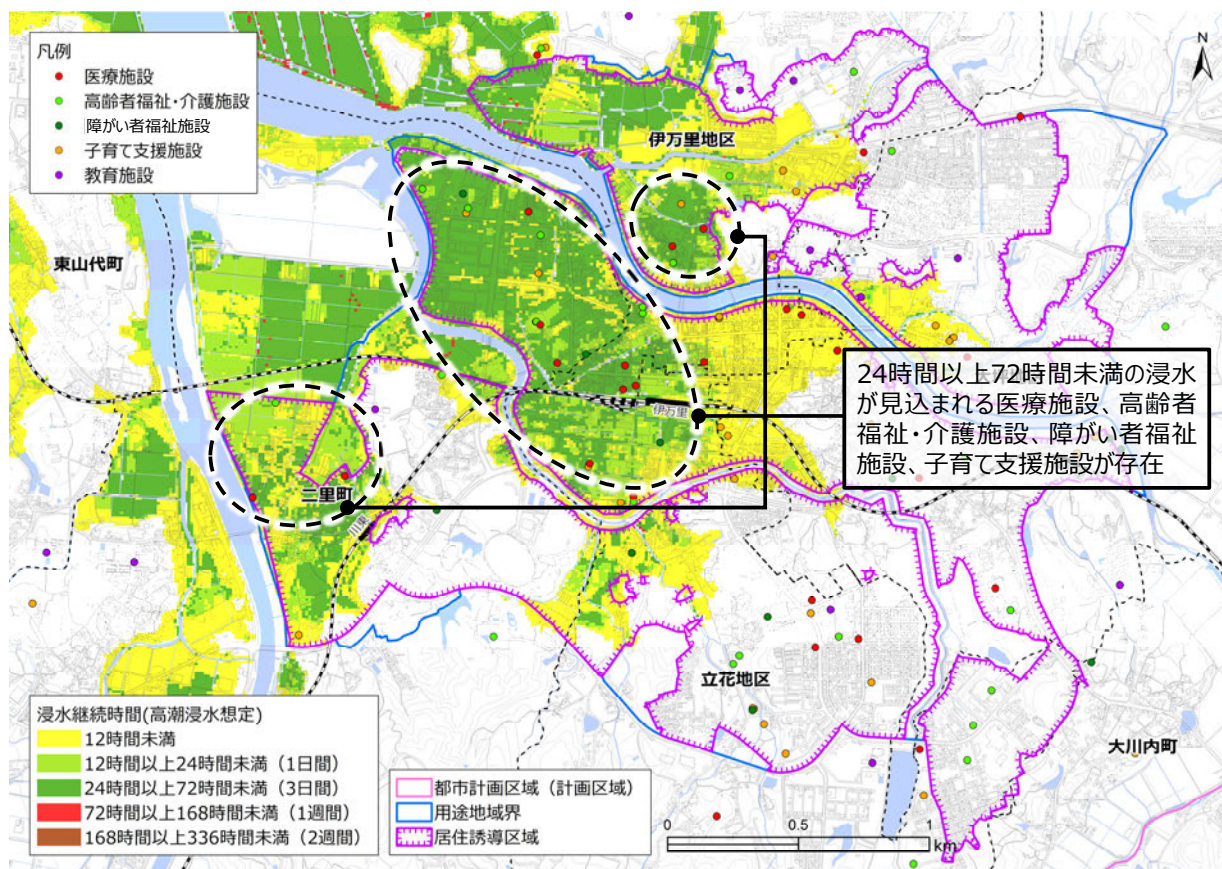 凡例
医療施設
高齢者福祉・介護施設
障がい者福祉施設
子育て支援施設
教育施設
N
伊万里地区
東山代町
24時間以上72時間未満の浸水
が見込まれる医療施設、高齢者
福祉・介護施設、障がい者福祉
施設、子育て支援施設が存在
伊万里
二里町
川東
立花地区
大川内町
浸水継続時間(高潮浸水想定)
12時間未満
12時間以上24時間未満（1日間）
24時間以上72時間未満（3日間）
72時間以上168時間未満（1週間）
168時間以上336時間未満（2週間）
都市計画区域（計画区域）
用途地域界
居住誘導区域
0 0.5 1
km